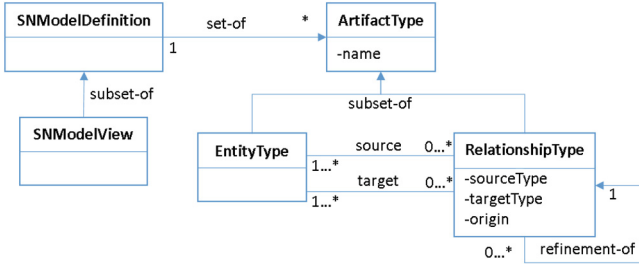 SNModelDefinition
set-of
*
1
ArtifactType
-name
subset-of
subset-of
SNModelView
EntityType
source
0...*
1...*
target
0...*
1...*
RelationshipType
-sourceType
-targetType
-origin
1
0...*
refinement-of